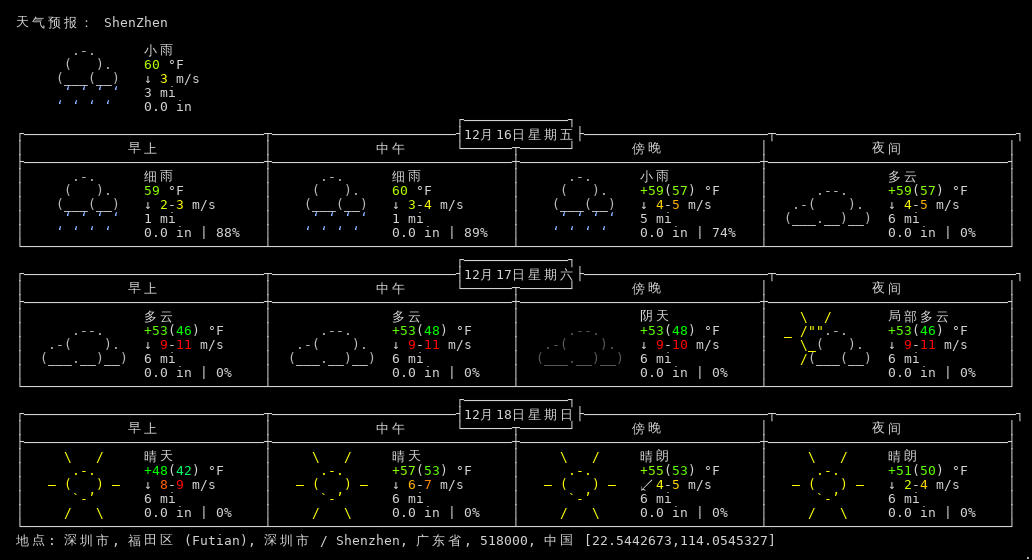 天气预报： ShenZhen
小雨
60 °F
↓ 3 m/s
3 mi
0.0 in
12月16日星期五
早上 中午 傍晚 夜间
细雨 细雨 小雨 多云
59 °F 60 °F +59(57) °F +59(57) °F
↓ 2-3 m/s ↓ 3-4 m/s ↓ 4-5 m/s ↓ 4-5 m/s
1 mi 1 mi 5 mi 6 mi
0.0 in | 88% 0.0 in | 89% 0.0 in | 74% 0.0 in | 0%
12月17日星期六
早上 中午 傍晚 夜间
多云 多云 阴天 局部多云
+53(46) °F +53(48) °F +53(48) °F +53(46) °F
↓ 9-11 m/s ↓ 9-11 m/s ↓ 9-10 m/s ↓ 9-11 m/s
6 mi 6 mi 6 mi 6 mi
0.0 in | 0% 0.0 in | 0% 0.0 in | 0% 0.0 in | 0%
12月18日星期日
早上 中午 傍晚 夜间
晴天 晴天 晴朗 晴朗
+48(42) °F +57(53) °F +55(53) °F +51(50) °F
↓ 8-9 m/s ↓ 6-7 m/s ↙ 4-5 m/s ↓ 2-4 m/s
6 mi 6 mi 6 mi 6 mi
0.0 in | 0% 0.0 in | 0% 0.0 in | 0% 0.0 in | 0%
地点: 深圳市, 福田区 (Futian), 深圳市 / Shenzhen, 广东省, 518000, 中国 [22.5442673,114.0545327]